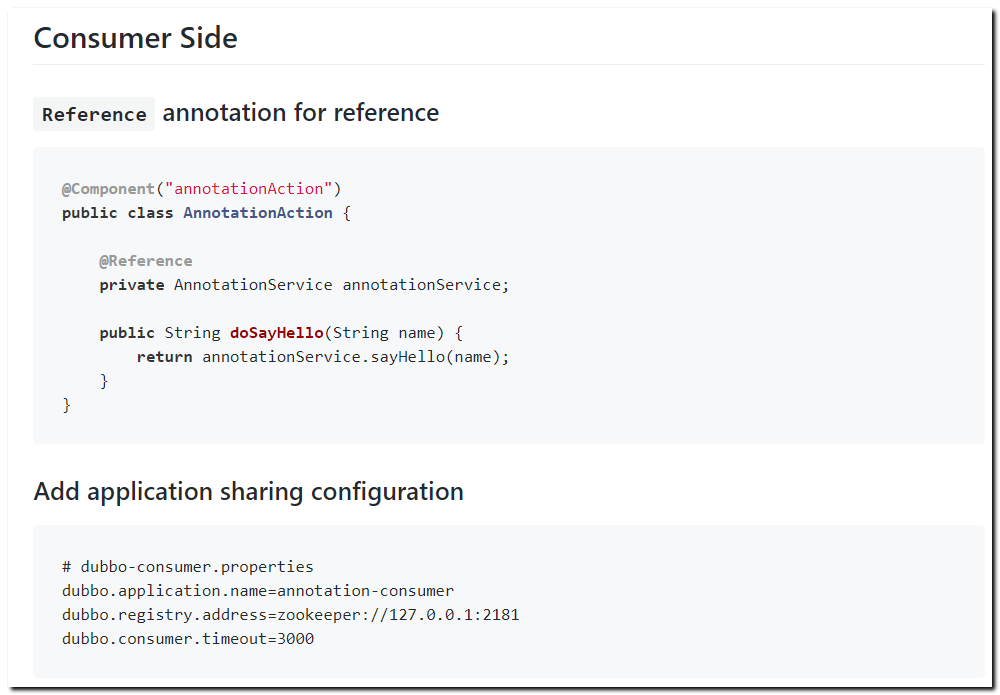 Consumer Side
Reference annotation for reference
@Component("annotationAction")
public class AnnotationAction {
    @Reference
    private AnnotationService annotationService;
    public String doSayHello(String name) {
        return annotationService.sayHello(name);
    }
}
Add application sharing configuration
# dubbo-consumer.properties
dubbo.application.name=annotation-consumer
dubbo.registry.address=zookeeper://127.0.0.1:2181
dubbo.consumer.timeout=3000